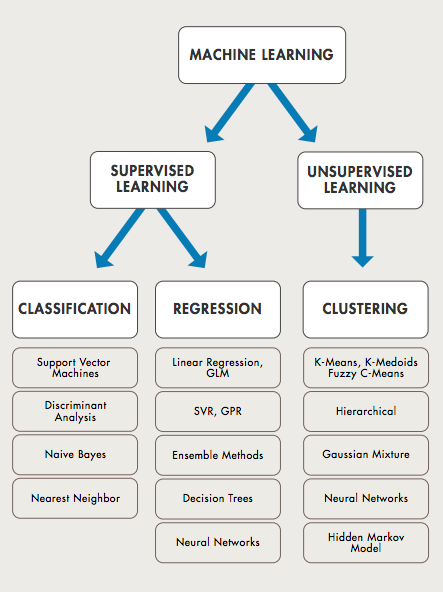 MACHINE LEARNING
SUPERVISED
LEARNING
UNSUPERVISED
LEARNING
CLASSIFICATION
Support Vector
Machines
Discriminant
Analysis
Naive Bayes
Nearest Neighbor
REGRESSION
Linear Regression,
GLM
SVR, GPR
Ensemble Methods
Decision Trees
Neural Networks
CLUSTERING
K-Means, K-Medoids
Fuzzy C-Means
Hierarchical
Gaussian Mixture
Neural Networks
Hidden Markov
Model